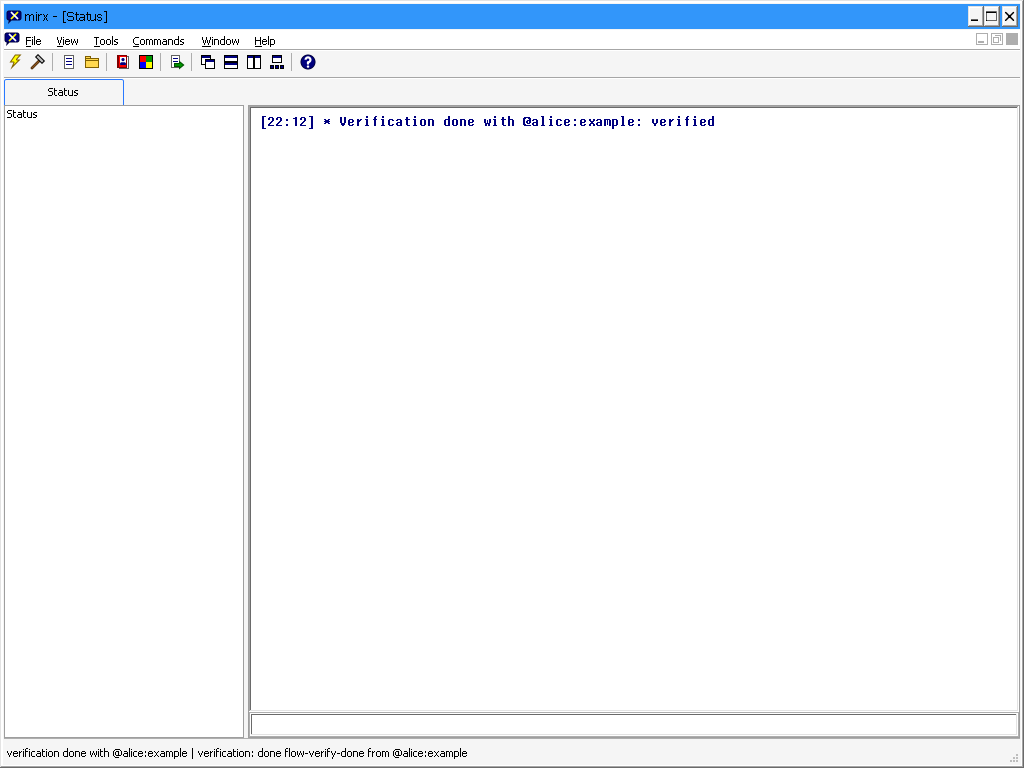 mirx - [Status]
File View Tools Commands Window Help
Status
Status
[22:12] * Verification done with @alice:example: verified
verification done with @alice:example | verification: done flow-verify-done from @alice:example